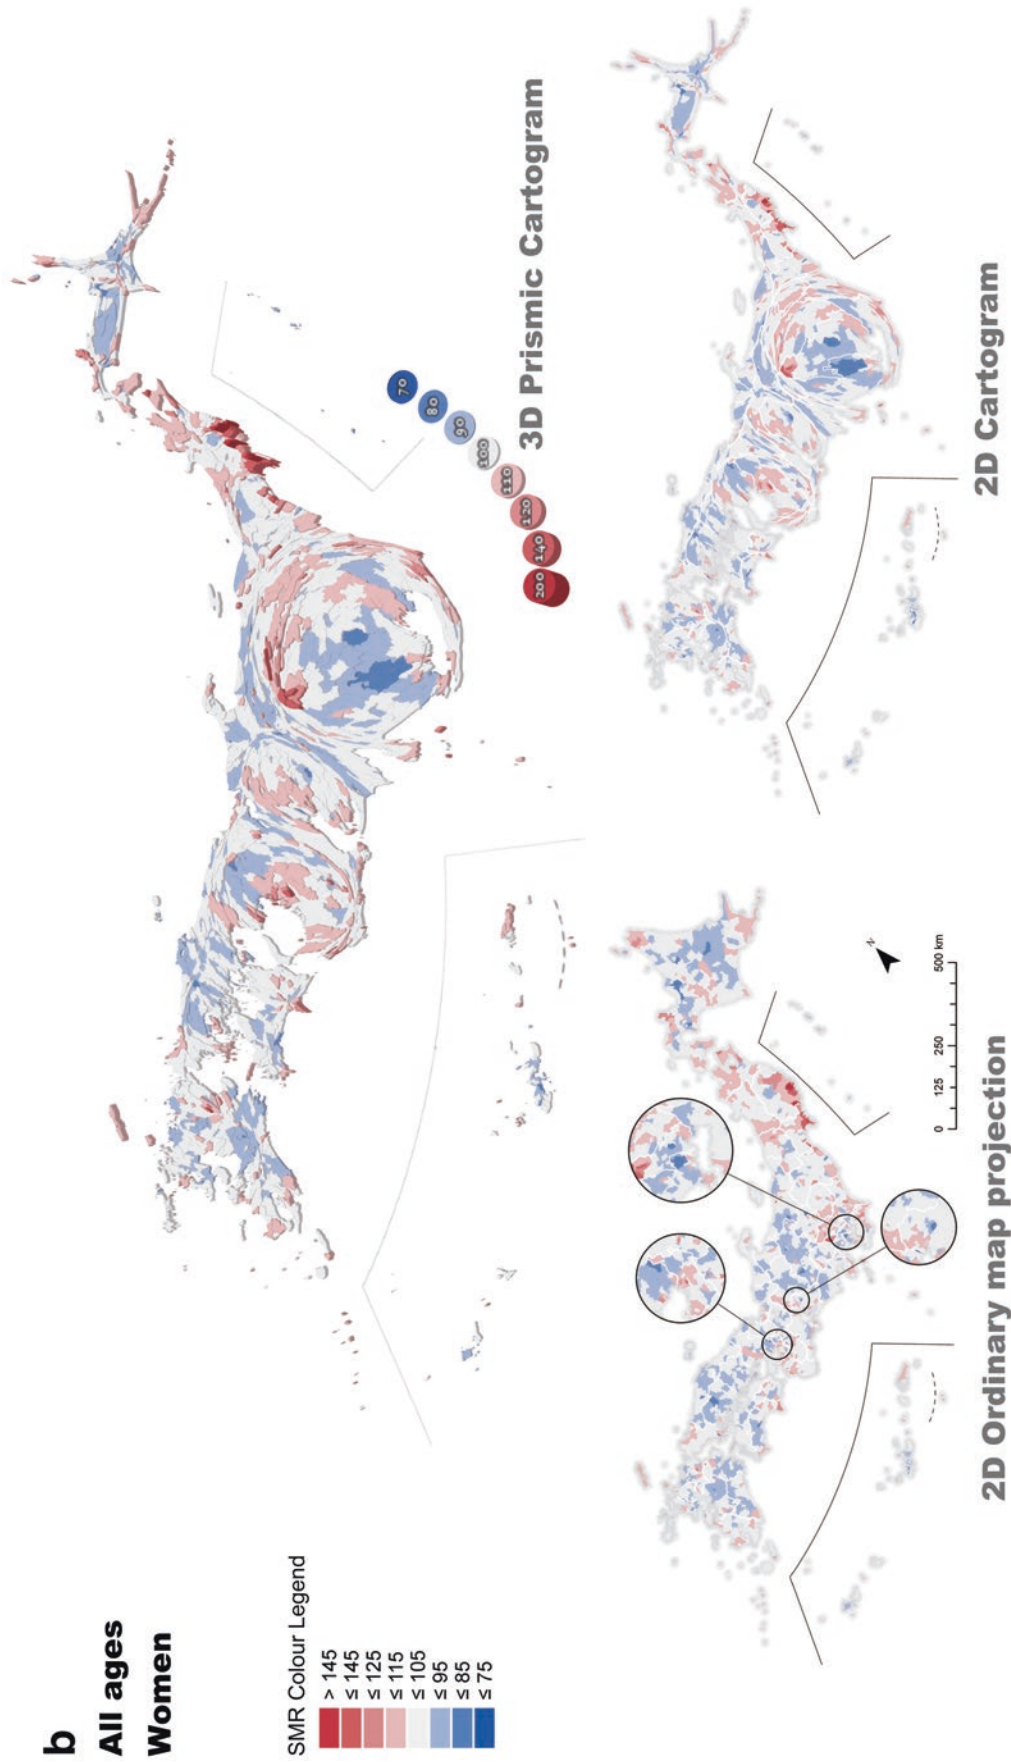 b
All ages
Women
SMR Colour Legend
> 145
≤ 145
≤ 125
≤ 115
≤ 105
≤ 95
≤ 85
≤ 75
200
140
120
110
100
90
80
70
3D Prismic Cartogram
N
0
125
250
500 km
2D Ordinary map projection
2D Cartogram